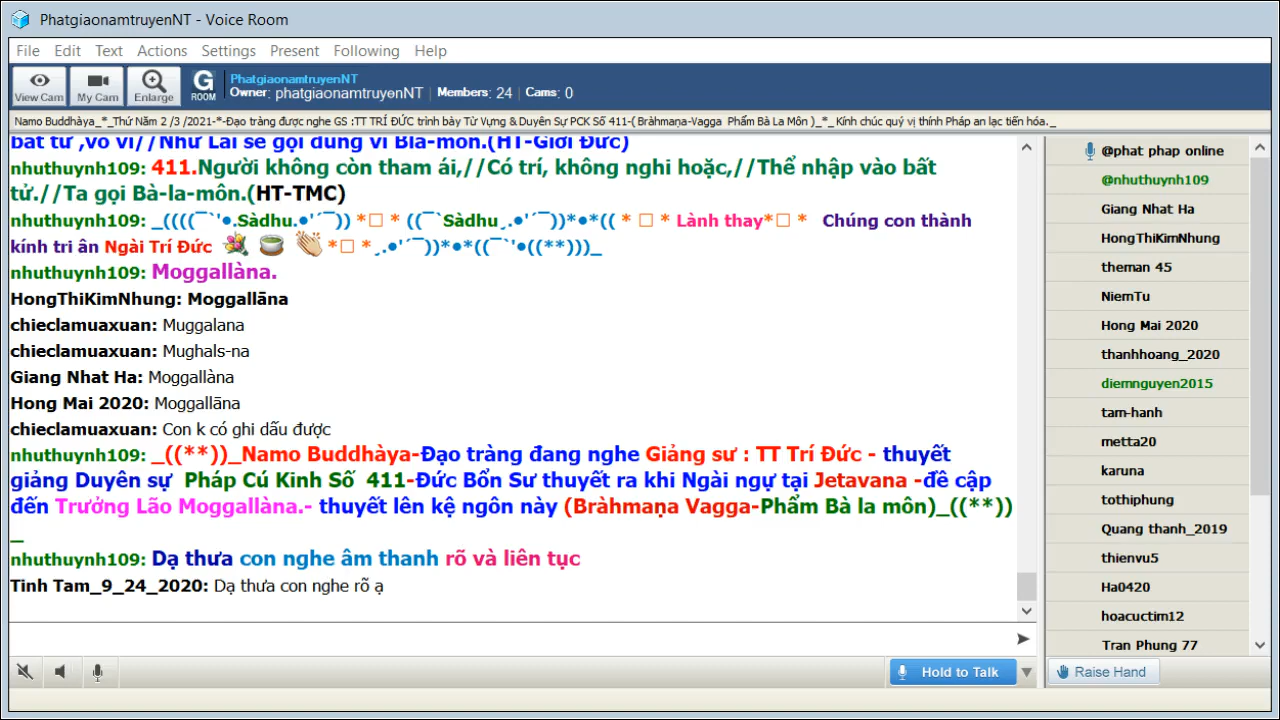 PhatgiaonamtruyenNT - Voice Room
File Edit Text Actions Settings Present Following Help
View Cam My Cam Enlarge G ROOM
PhatgiaonamtruyenNT
Owner: phatgiaonamtruyenNT Members: 24 Cams: 0
Namo Buddhàya_*_Thứ Năm 2 /3 /2021-*-Đạo tràng được nghe GS :TT TRÍ ĐỨC trình bày Từ Vựng & Duyên Sự PCK Số 411-( Bràhmaṇa-Vagga Phẩm Bà La Môn )_*_ Kính chúc quý vị thính Pháp an lạc tiến hóa._
bất tử ,vô vi//Như Lai sẽ gọi đúng vì Bla-môn.(HT-Giới Đức)
nhuthuynh109: 411.Người không còn tham ái,//Có trí, không nghi hoặc,//Thể nhập vào bất
tử.//Ta gọi Bà-la-môn.(HT-TMC)
nhuthuynh109: _((((¯`'●.Sàdhu.●'´¯)) *□ * ((¯`Sàdhu¸.●'´¯))*●*(( * □ * Lành thay*□ * Chúng con thành
kính tri ân Ngài Trí Đức 💐 🍵 👏 *□ *¸.●'´¯))*●*((¯`'●((**)))_
nhuthuynh109: Moggallàna.
HongThiKimNhung: Moggallāna
chieclamuaxuan: Muggalana
chieclamuaxuan: Mughals-na
Giang Nhat Ha: Moggallàna
Hong Mai 2020: Moggallāna
chieclamuaxuan: Con k có ghi dấu được
nhuthuynh109: _((**))_Namo Buddhàya-Đạo tràng đang nghe Giảng sư : TT Trí Đức - thuyết
giảng Duyên sự Pháp Cú Kinh Số 411-Đức Bổn Sư thuyết ra khi Ngài ngự tại Jetavana -đề cập
đến Trưởng Lão Moggallàna.- thuyết lên kệ ngôn này (Bràhmaṇa Vagga-Phẩm Bà la môn)_((**))
_
nhuthuynh109: Dạ thưa con nghe âm thanh rõ và liên tục
Tinh Tam_9_24_2020: Dạ thưa con nghe rõ ạ
@phat phap online
@nhuthuynh109
Giang Nhat Ha
HongThiKimNhung
theman 45
NiemTu
Hong Mai 2020
thanhhoang_2020
diemnguyen2015
tam-hanh
metta20
karuna
tothiphung
Quang thanh_2019
thienvu5
Ha0420
hoacuctim12
Tran Phung 77
Hold to Talk
Raise Hand